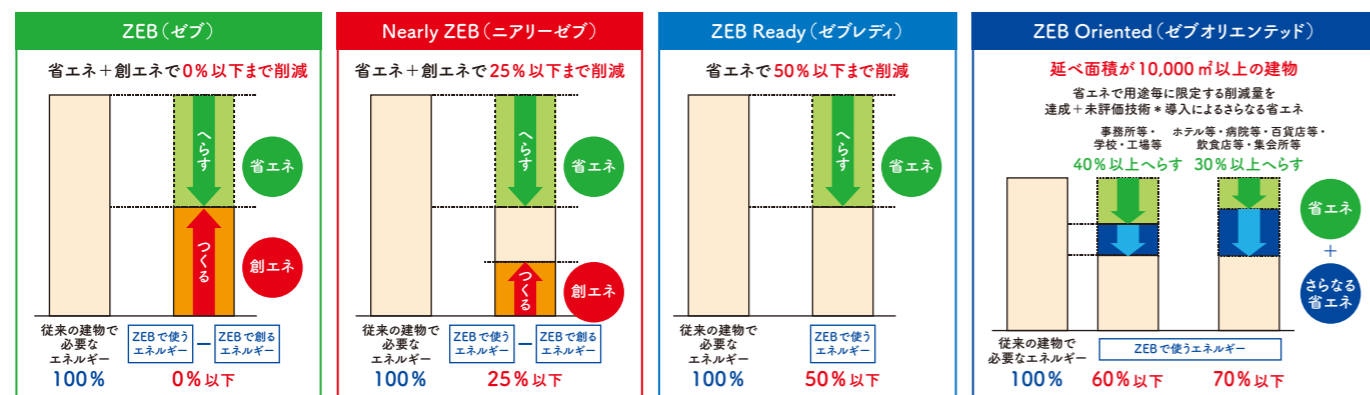 ZEB（ゼブ）
省エネ＋創エネで0％以下まで削減
へらす
省エネ
つくる
創エネ
従来の建物で
必要な
エネルギー
100％
ZEBで使う
エネルギー
―
ZEBで創る
エネルギー
0％以下
Nearly ZEB（ニアリーゼブ）
省エネ＋創エネで25％以下まで削減
へらす
省エネ
つくる
創エネ
従来の建物で
必要な
エネルギー
100％
ZEBで使う
エネルギー
―
ZEBで創る
エネルギー
25％以下
ZEB Ready（ゼブレディ）
省エネで50％以下まで削減
へらす
省エネ
従来の建物で
必要な
エネルギー
100％
ZEBで使う
エネルギー
50％以下
ZEB Oriented（ゼブオリエンテッド）
延べ面積が10,000㎡以上の建物
省エネで用途毎に限定する削減量を
達成＋未評価技術＊導入によるさらなる省エネ
事務所等・
学校・工場等
40％以上へらす
ホテル等・病院等・百貨店等・
飲食店等・集会所等
30％以上へらす
省エネ
＋
さらなる
省エネ
従来の建物で
必要なエネルギー
100％
ZEBで使うエネルギー
60％以下
70％以下